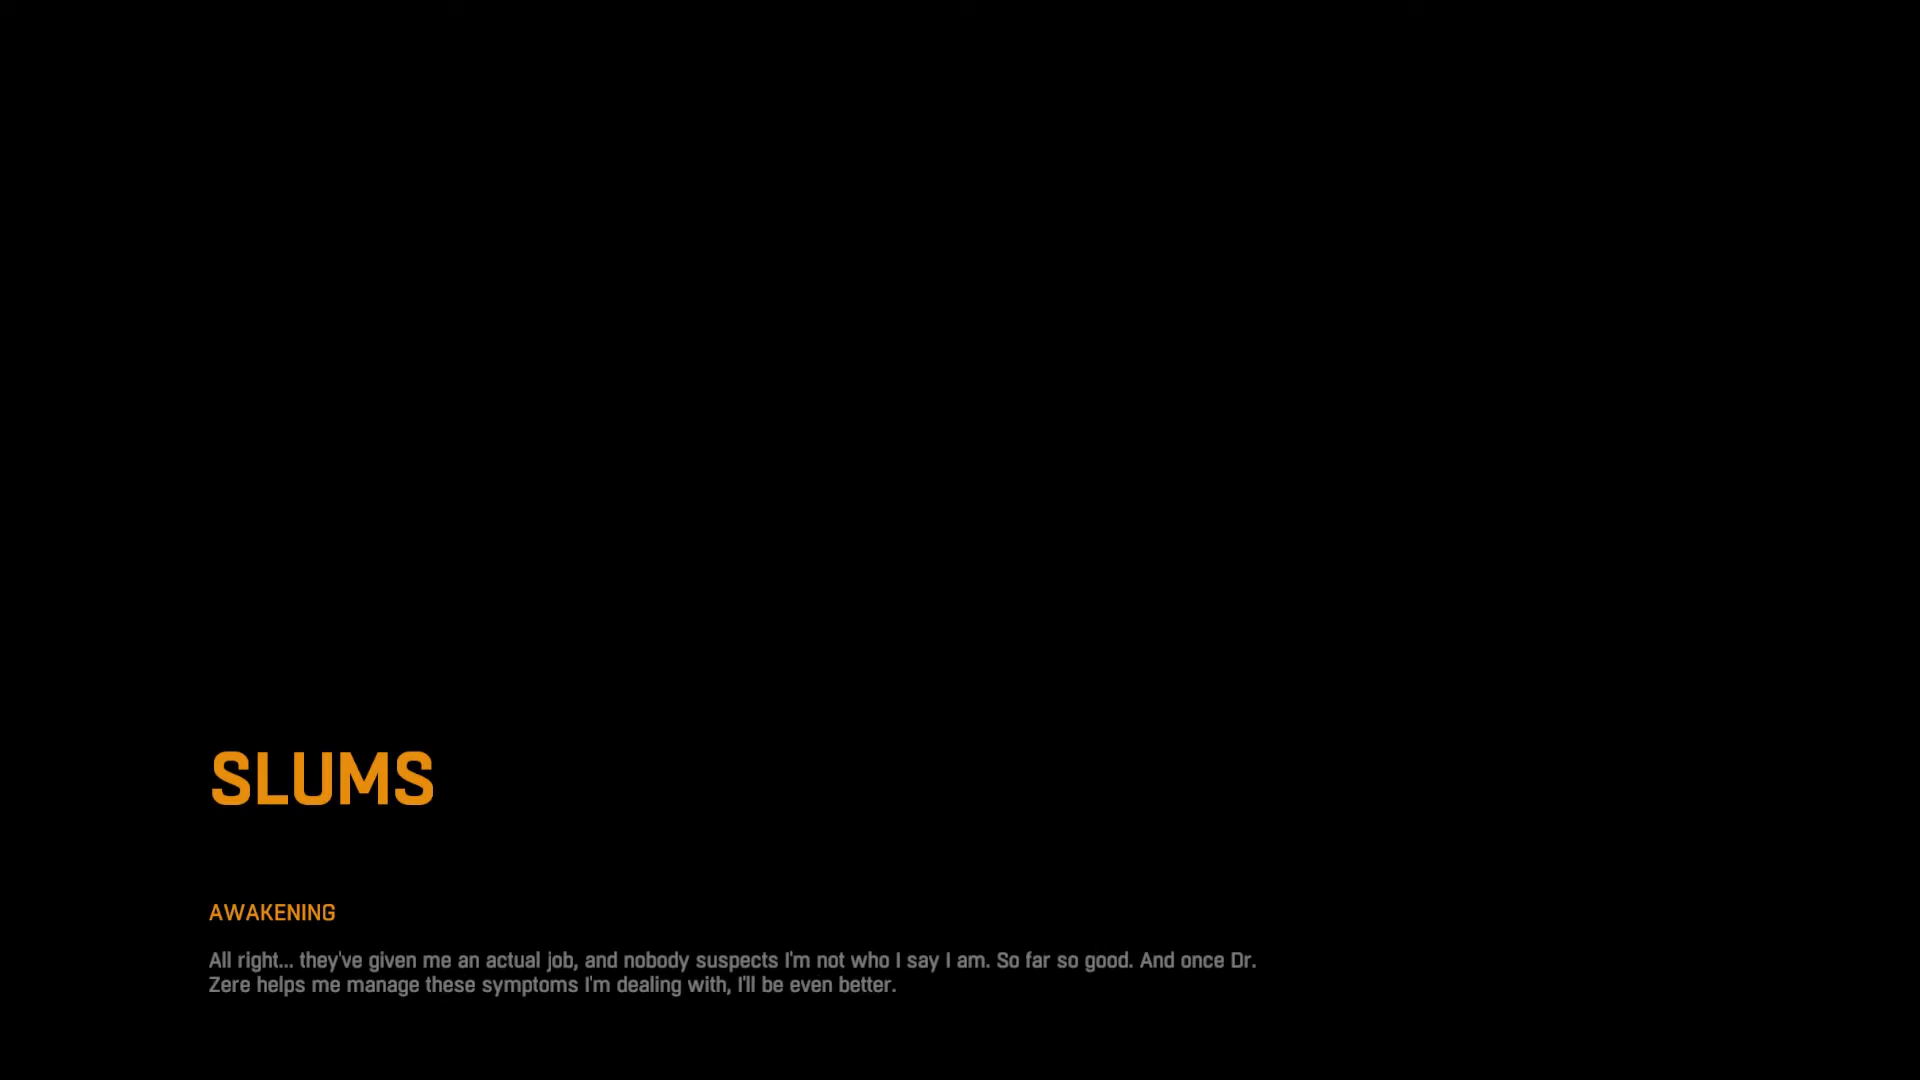 SLUMS
AWAKENING
All right... they've given me an actual job, and nobody suspects I'm not who I say I am. So far so good. And once Dr.
Zere helps me manage these symptoms I'm dealing with, I'll be even better.